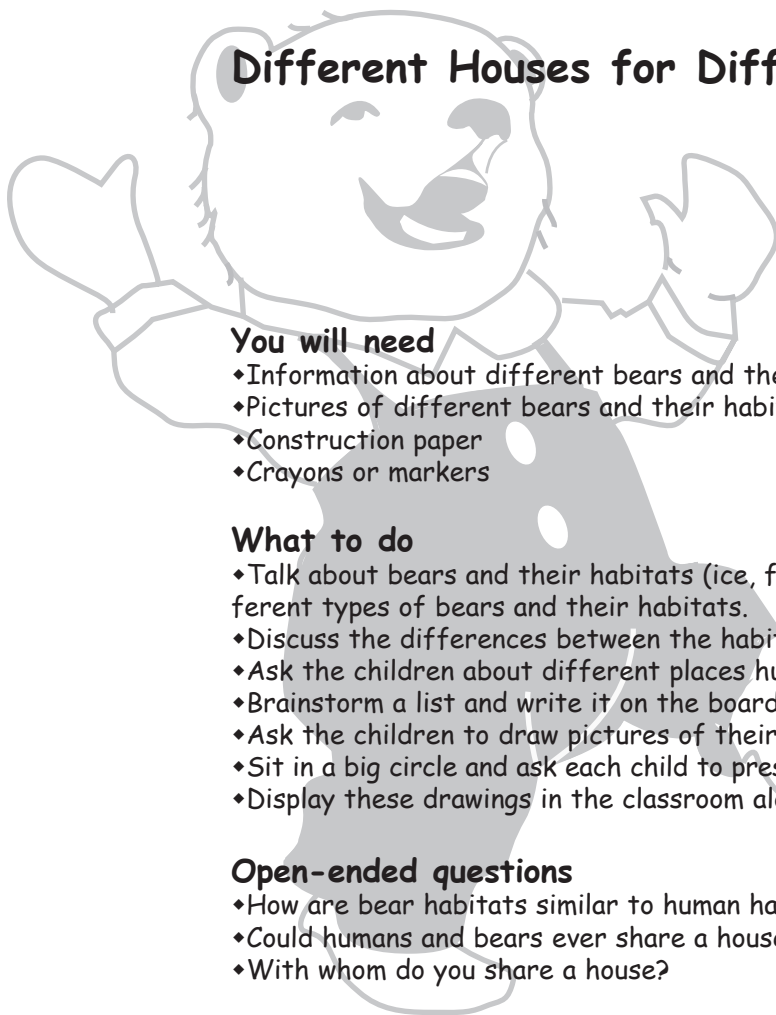 Different Houses for Diff
You will need
◆Information about different bears and the
◆Pictures of different bears and their habi
◆Construction paper
◆Crayons or markers
What to do
◆Talk about bears and their habitats (ice, f
ferent types of bears and their habitats.
◆Discuss the differences between the habit
◆Ask the children about different places hu
◆Brainstorm a list and write it on the board
◆Ask the children to draw pictures of their
◆Sit in a big circle and ask each child to pres
◆Display these drawings in the classroom al
Open-ended questions
◆How are bear habitats similar to human ha
◆Could humans and bears ever share a hous
◆With whom do you share a house?